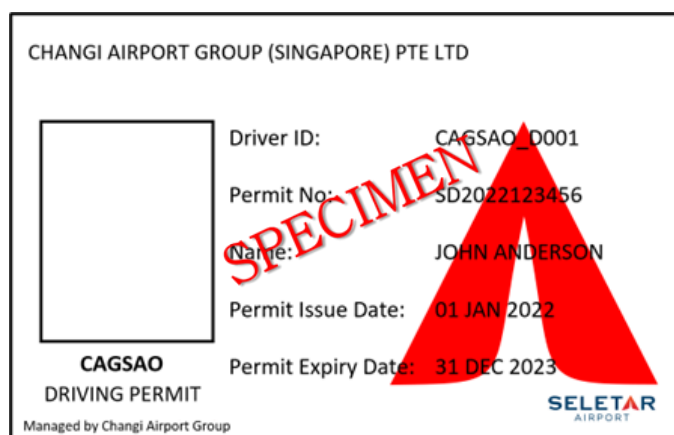 CHANGI AIRPORT GROUP (SINGAPORE) PTE LTD
Driver ID: CAGSAO_D001
Permit No: SD2022123456
SPECIMEN
Name: JOHN ANDERSON
Permit Issue Date: 01 JAN 2022
Permit Expiry Date: 31 DEC 2023
CAGSAO
DRIVING PERMIT
SELETAR
AIRPORT
Managed by Changi Airport Group